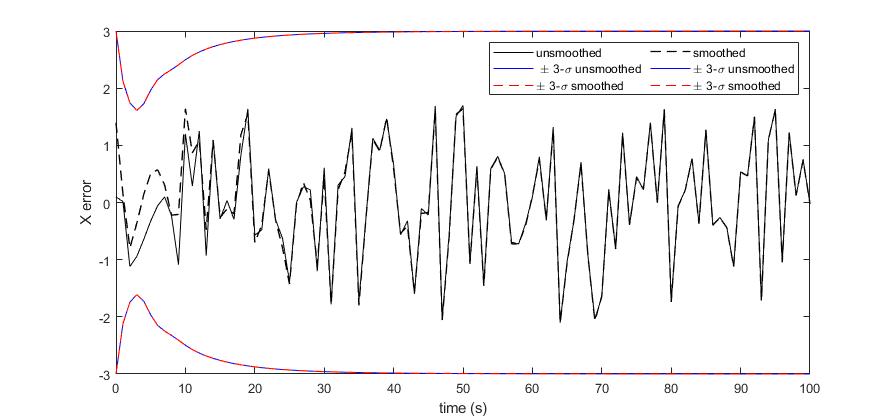 3
2
1
0
-1
-2
-3
X error
0 10 20 30 40 50 60 70 80 90 100
time (s)
unsmoothed smoothed
± 3-σ unsmoothed ± 3-σ unsmoothed
± 3-σ smoothed ± 3-σ smoothed